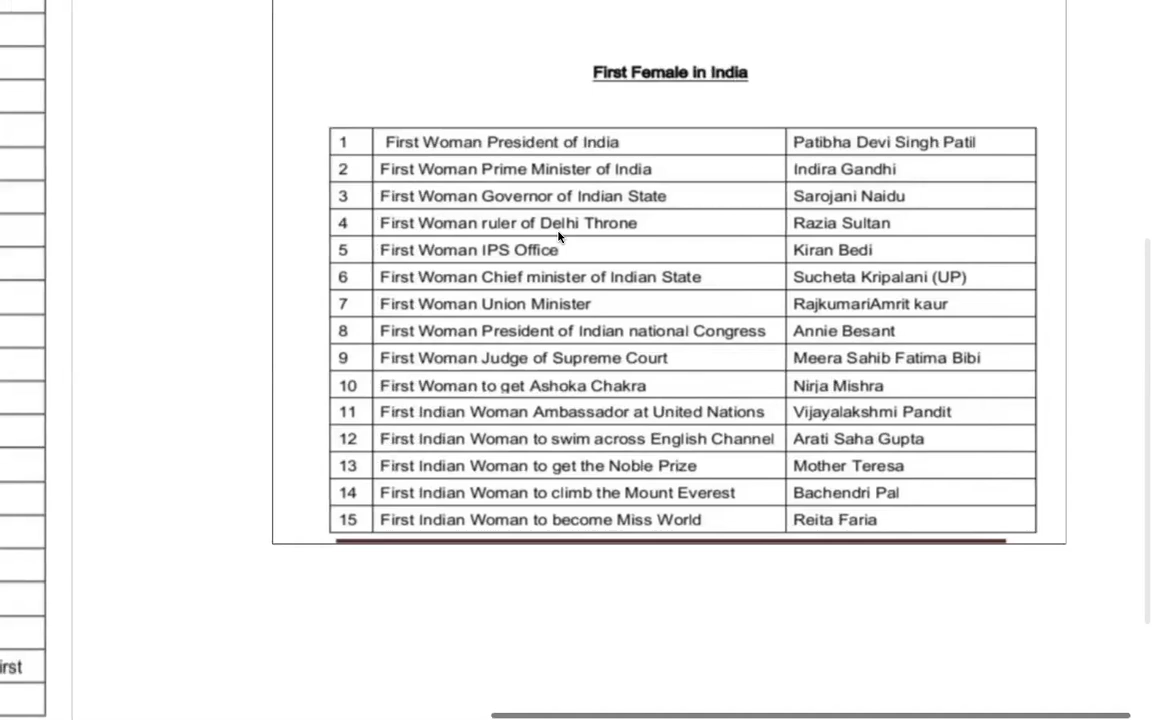 First Female in India
1 First Woman President of India Patibha Devi Singh Patil
2 First Woman Prime Minister of India Indira Gandhi
3 First Woman Governor of Indian State Sarojani Naidu
4 First Woman ruler of Delhi Throne Razia Sultan
5 First Woman IPS Office Kiran Bedi
6 First Woman Chief minister of Indian State Sucheta Kripalani (UP)
7 First Woman Union Minister RajkumariAmrit kaur
8 First Woman President of Indian national Congress Annie Besant
9 First Woman Judge of Supreme Court Meera Sahib Fatima Bibi
10 First Woman to get Ashoka Chakra Nirja Mishra
11 First Indian Woman Ambassador at United Nations Vijayalakshmi Pandit
12 First Indian Woman to swim across English Channel Arati Saha Gupta
13 First Indian Woman to get the Noble Prize Mother Teresa
14 First Indian Woman to climb the Mount Everest Bachendri Pal
15 First Indian Woman to become Miss World Reita Faria